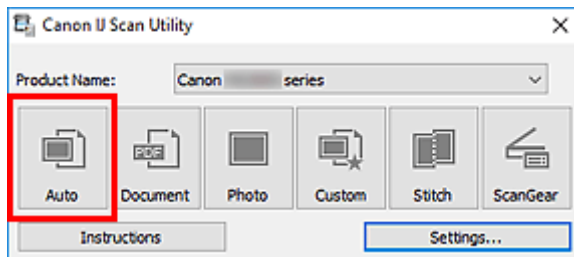 Canon IJ Scan Utility
Product Name: Canon series
PDF
Auto Document Photo Custom Stitch ScanGear
Instructions Settings...